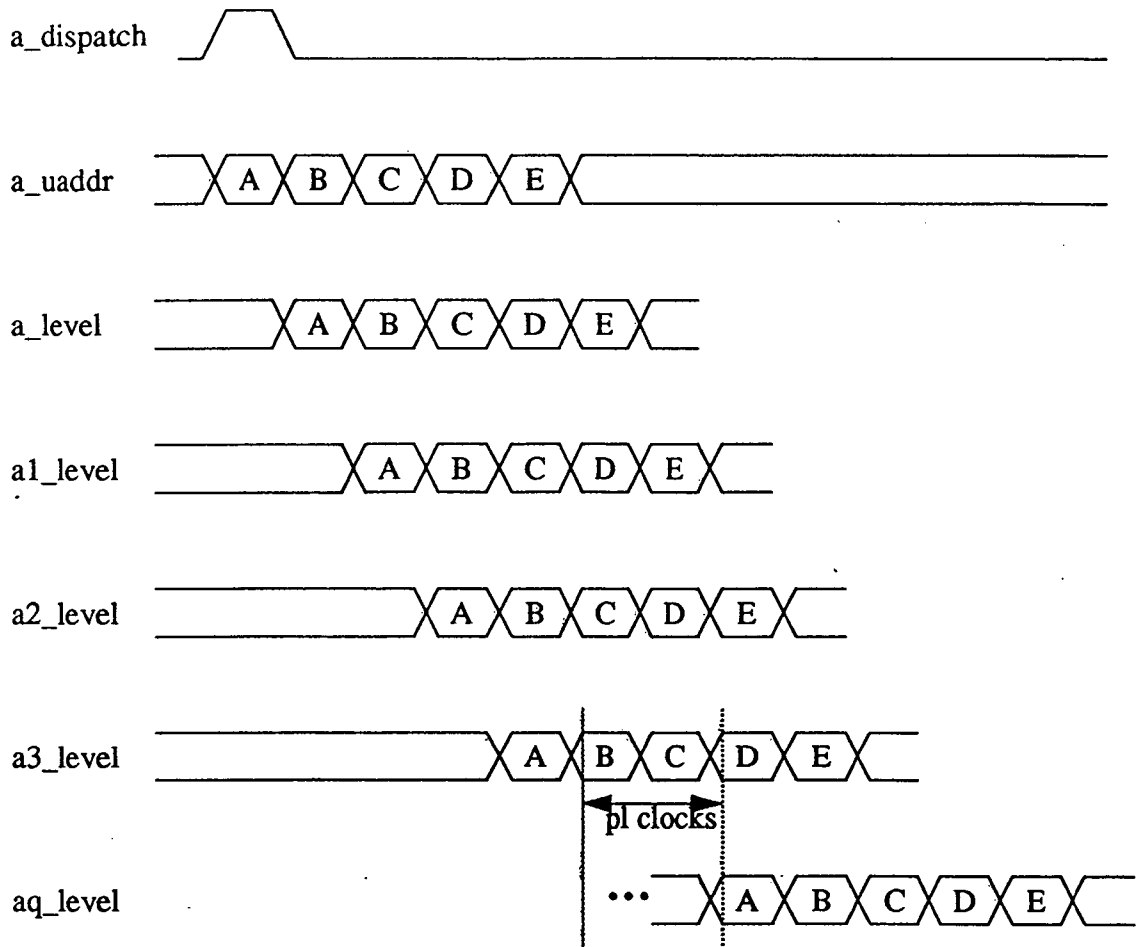 a_dispatch
a_uaddr A B C D E
a_level A B C D E
a1_level A B C D E
a2_level A B C D E
a3_level A B C D E
pl clocks
aq_level ••• A B C D E